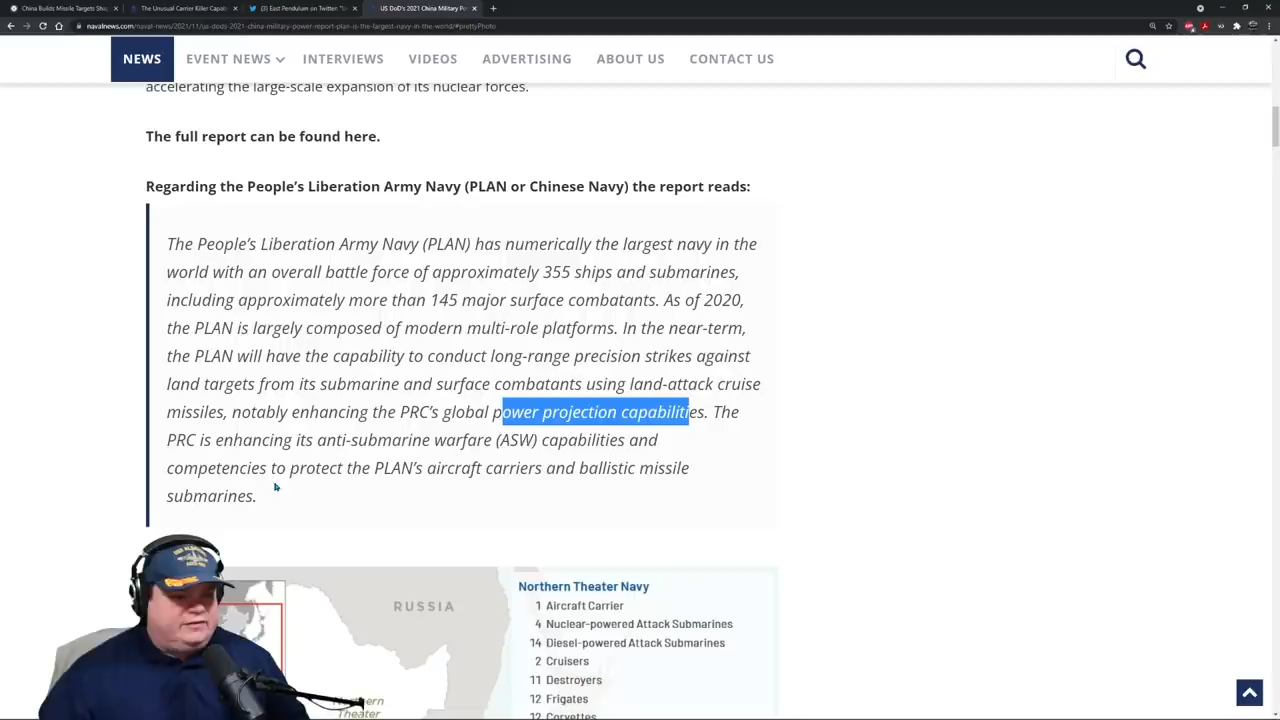 China Builds Missile Targets Ship
The Unusual Carrier Killer Capab
(3) East Pendulum on Twitter: "
US DoD's 2021 China Military Po
navalnews.com/naval-news/2021/11/us-dods-2021-china-military-power-report-plan-is-the-largest-navy-in-the-world/#prettyPhoto
NEWS EVENT NEWS INTERVIEWS VIDEOS ADVERTISING ABOUT US CONTACT US
accelerating the large-scale expansion of its nuclear forces.
The full report can be found here.
Regarding the People's Liberation Army Navy (PLAN or Chinese Navy) the report reads:
The People's Liberation Army Navy (PLAN) has numerically the largest navy in the
world with an overall battle force of approximately 355 ships and submarines,
including approximately more than 145 major surface combatants. As of 2020,
the PLAN is largely composed of modern multi-role platforms. In the near-term,
the PLAN will have the capability to conduct long-range precision strikes against
land targets from its submarine and surface combatants using land-attack cruise
missiles, notably enhancing the PRC's global power projection capabilities. The
PRC is enhancing its anti-submarine warfare (ASW) capabilities and
competencies to protect the PLAN's aircraft carriers and ballistic missile
submarines.
RUSSIA
Northern
Theater
Northern Theater Navy
1 Aircraft Carrier
4 Nuclear-powered Attack Submarines
14 Diesel-powered Attack Submarines
2 Cruisers
11 Destroyers
12 Frigates
12 Corvettes